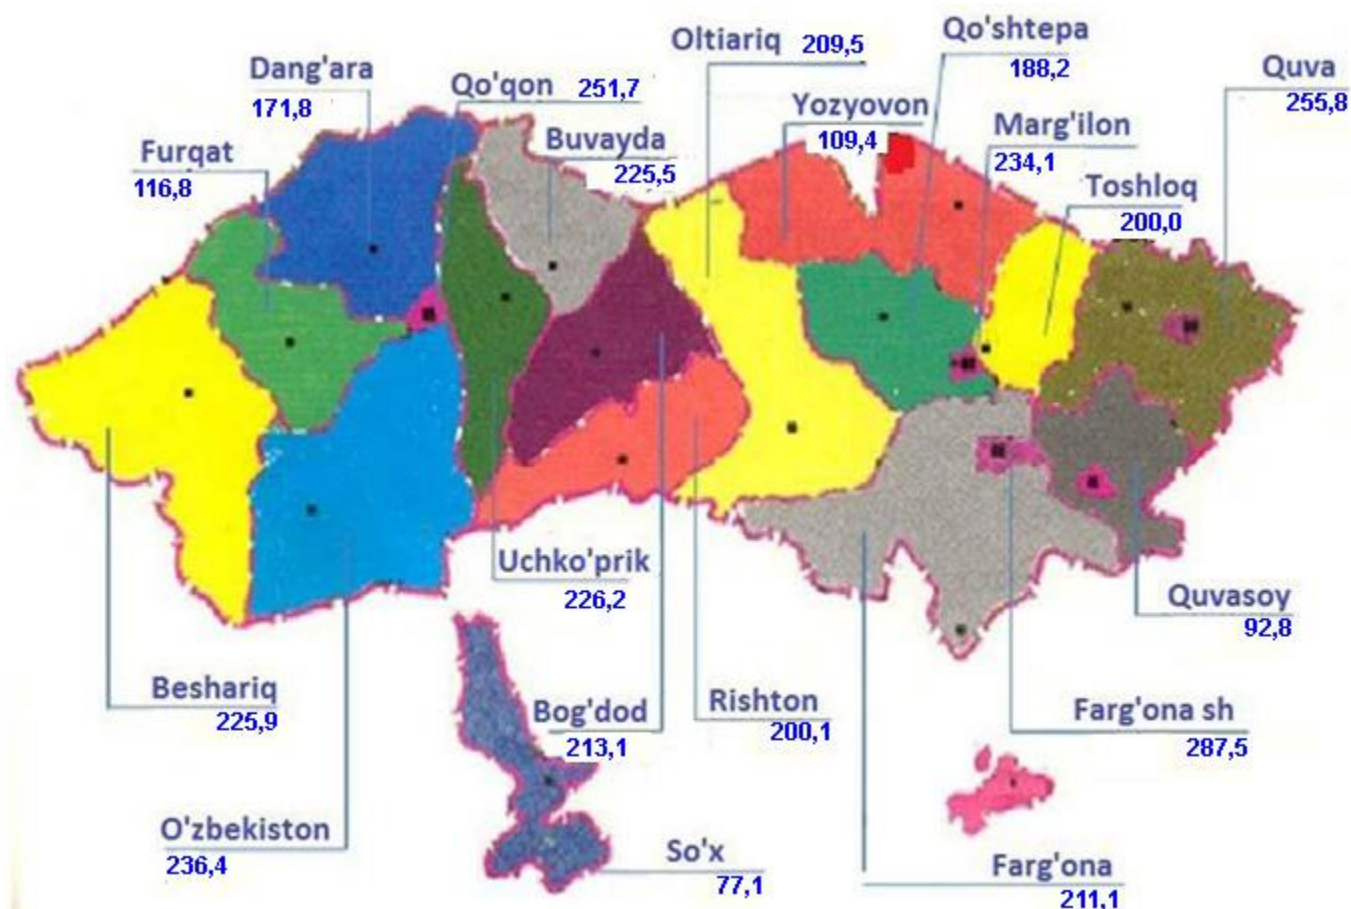 Dang'ara
171,8
Qo'qon 251,7
Oltiariq 209,5
Qo'shtepa
188,2
Quva
255,8
Furqat
116,8
Buvayda
225,5
Yozyovon
109,4
Marg'ilon
234,1
Toshloq
200,0
Uchko'prik
226,2
Quvasoy
92,8
Beshariq
225,9
Bog'dod
213,1
Rishton
200,1
Farg'ona sh
287,5
O'zbekiston
236,4
So'x
77,1
Farg'ona
211,1